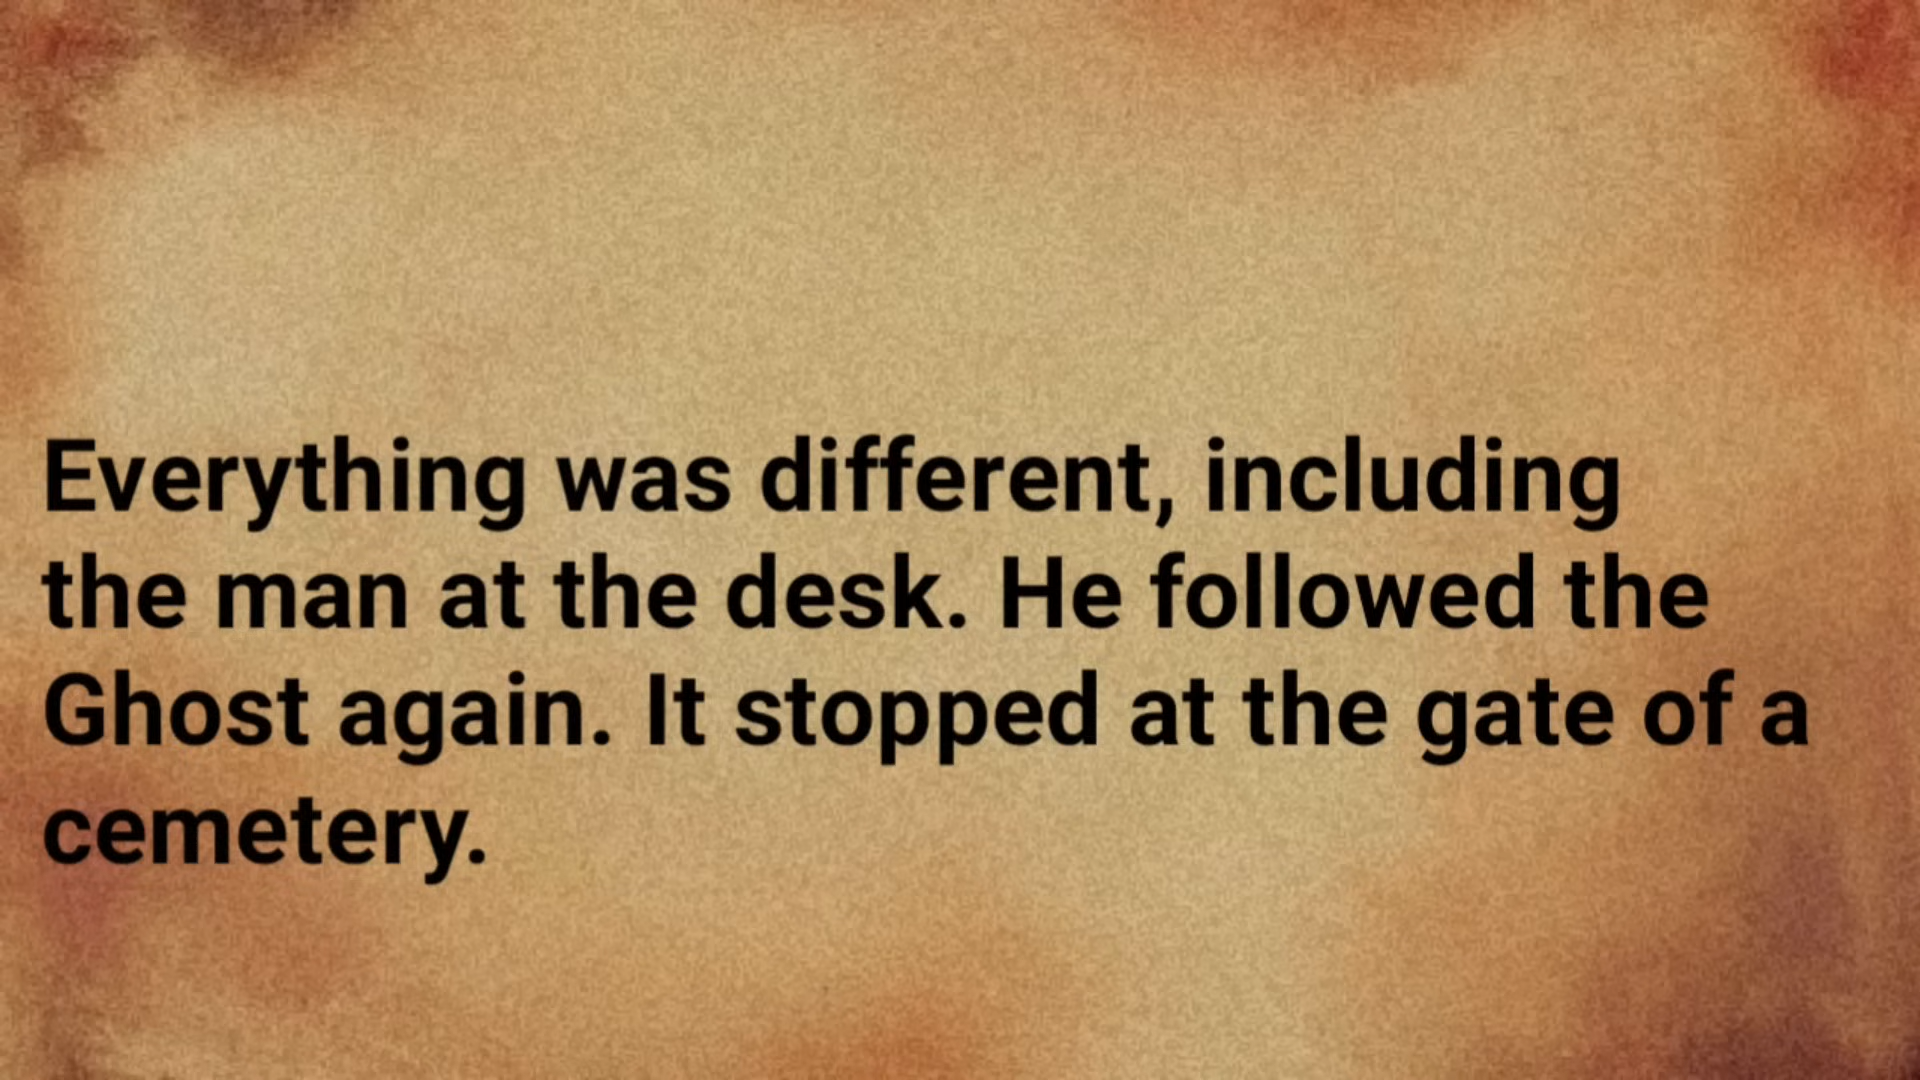 Everything was different, including
the man at the desk. He followed the
Ghost again. It stopped at the gate of a
cemetery.